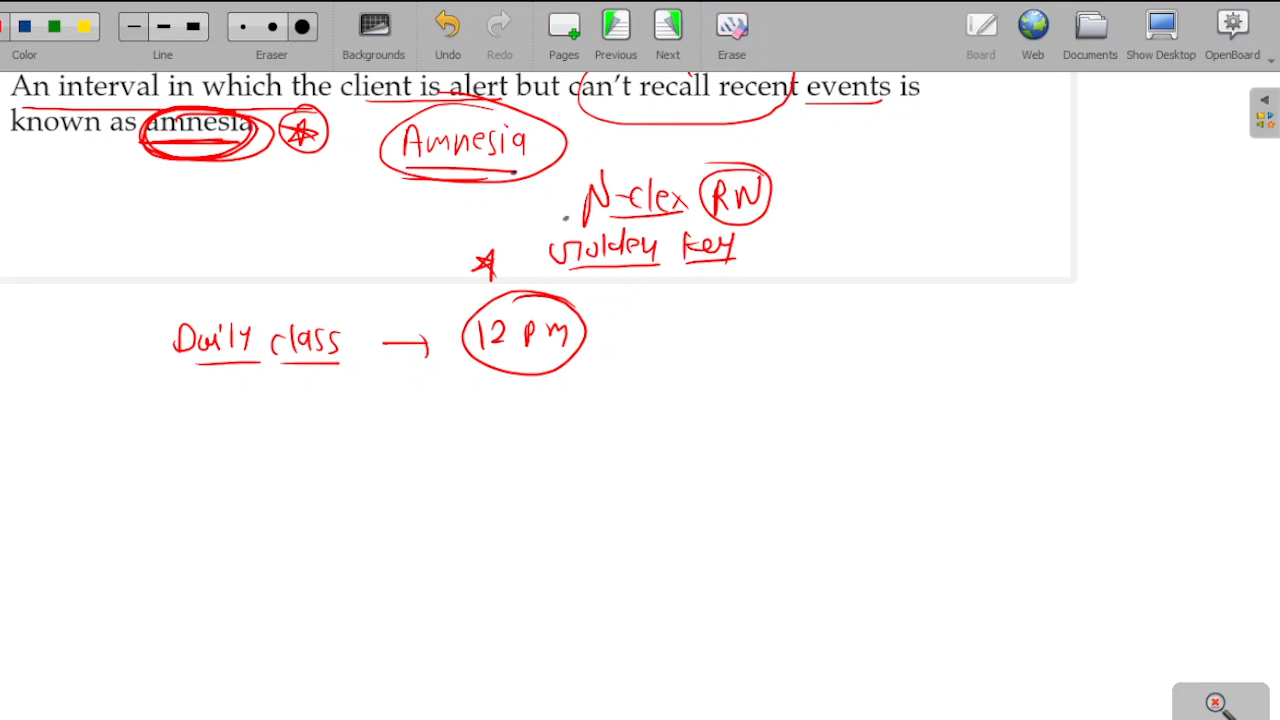 Color Line Eraser Backgrounds Undo Redo Pages Previous Next Erase Board Web Documents Show Desktop OpenBoard
An interval in which the client is alert but can't recall recent events is
known as amnesia
Amnesia
N-clex RN
key
Daily class → 12 pm